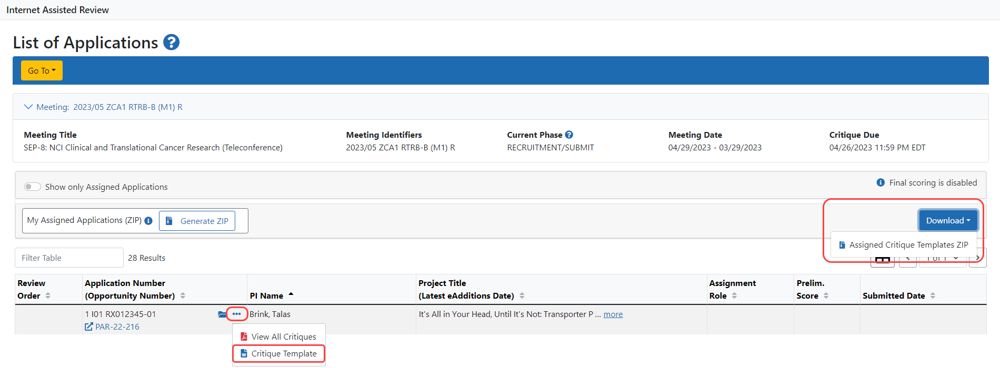 Internet Assisted Review
List of Applications
Go To
Meeting: 2023/05 ZCA1 RTRB-B (M1) R
Meeting Title
SEP-8: NCI Clinical and Translational Cancer Research (Teleconference)
Meeting Identifiers
2023/05 ZCA1 RTRB-B (M1) R
Current Phase
RECRUITMENT/SUBMIT
Meeting Date
04/29/2023 - 03/29/2023
Critique Due
04/26/2023 11:59 PM EDT
Show only Assigned Applications
Final scoring is disabled
My Assigned Applications (ZIP)
Generate ZIP
Download
Assigned Critique Templates ZIP
Filter Table
28 Results
1 of 1
Review
Order
Application Number
(Opportunity Number)
PI Name
Project Title
(Latest eAdditions Date)
Assignment
Role
Prelim.
Score
Submitted Date
1 I01 RX012345-01
PAR-22-216
Brink, Talas
It's All in Your Head, Until It's Not: Transporter P ... more
View All Critiques
Critique Template